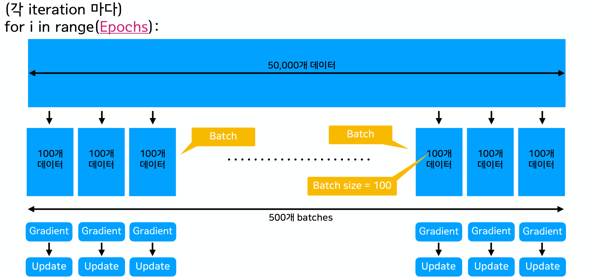 (각 iteration 마다)
for i in range(Epochs):
50,000개 데이터
100개
데이터
100개
데이터
100개
데이터
Batch
Batch
100개
데이터
100개
데이터
100개
데이터
Batch size = 100
500개 batches
Gradient Gradient Gradient Gradient Gradient Gradient
Update Update Update Update Update Update